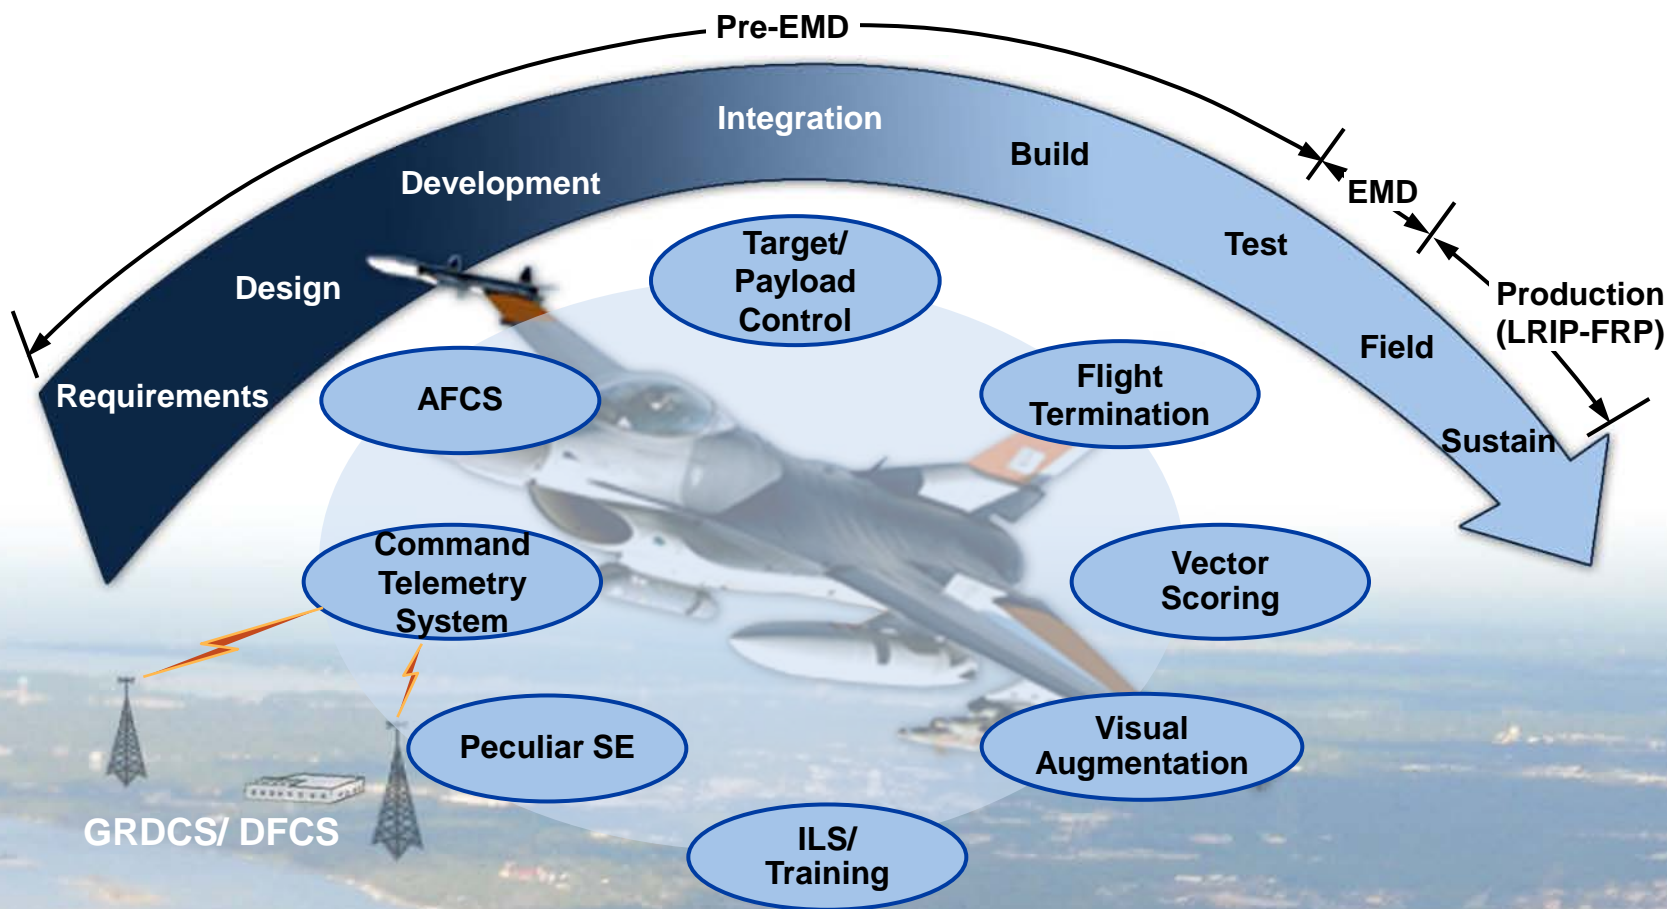 Pre-EMD
Integration
Build
Development
EMD
Test
Design
Production
(LRIP-FRP)
Field
Requirements
Sustain
Target/
Payload
Control
AFCS
Flight
Termination
Command
Telemetry
System
Vector
Scoring
Peculiar SE
Visual
Augmentation
GRDCS/ DFCS
ILS/
Training